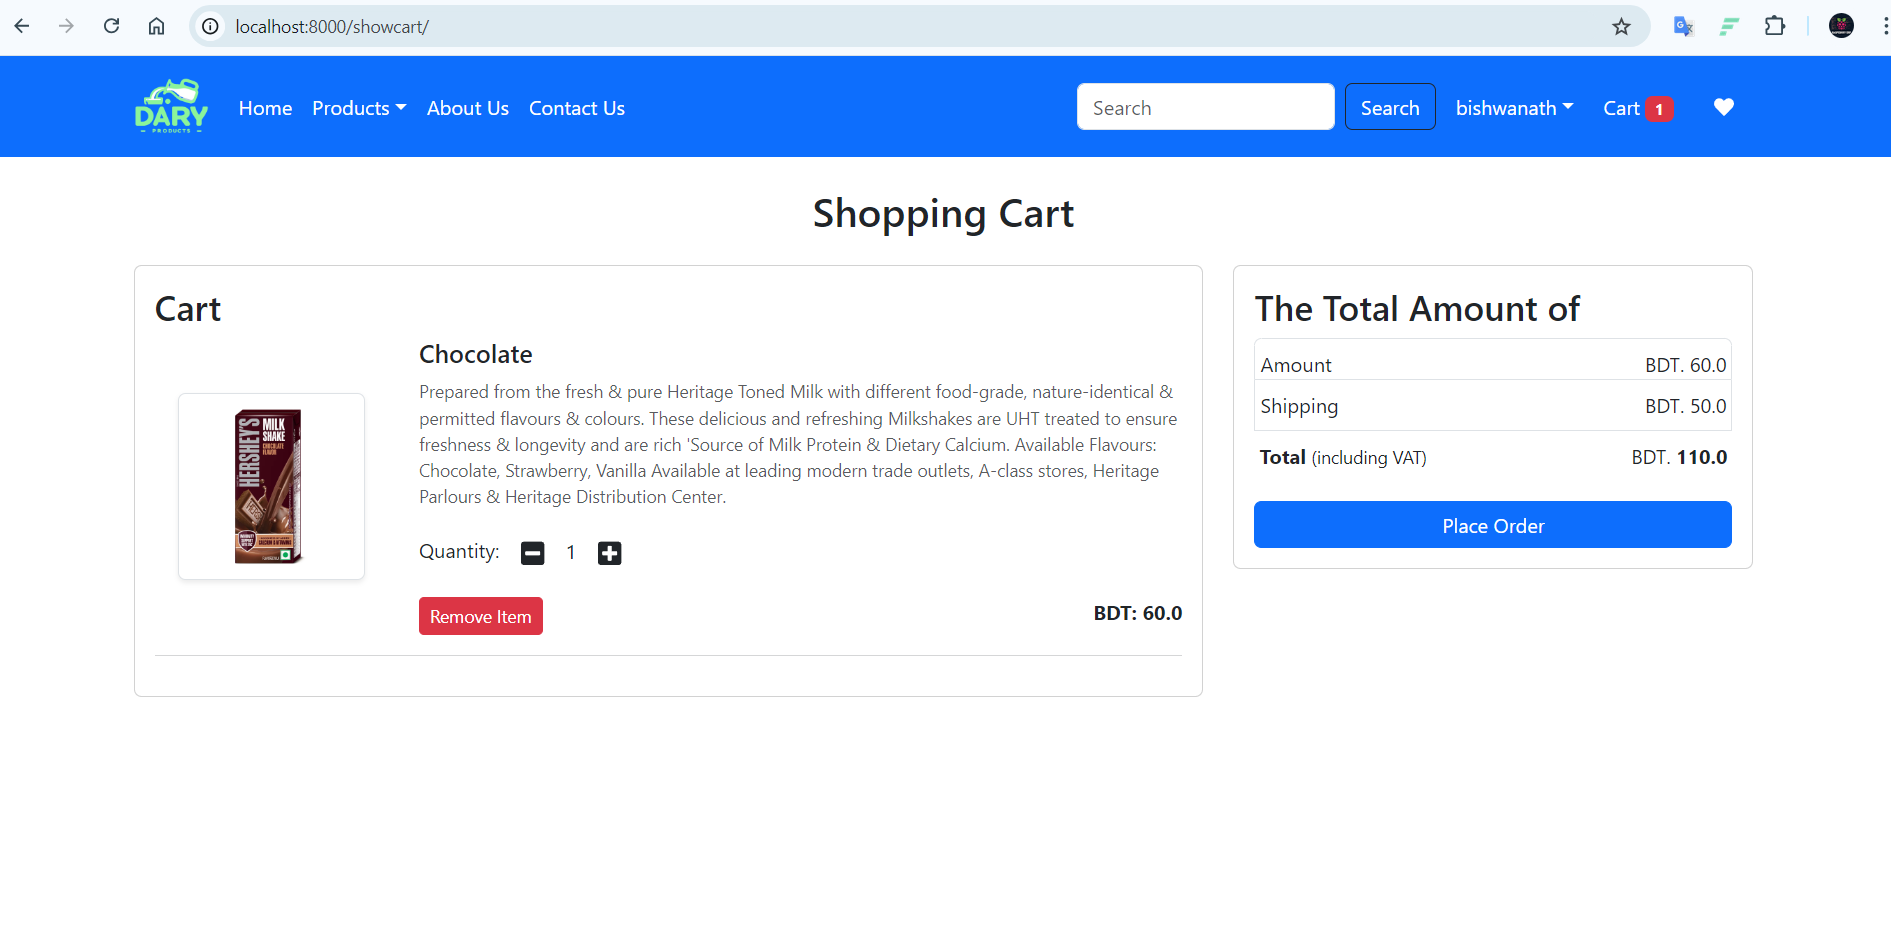 localhost:8000/showcart/
DARY
PRODUCTS
Home Products About Us Contact Us Search Search bishwanath Cart 1
Shopping Cart
Cart
Chocolate
Prepared from the fresh & pure Heritage Toned Milk with different food-grade, nature-identical &
permitted flavours & colours. These delicious and refreshing Milkshakes are UHT treated to ensure
freshness & longevity and are rich 'Source of Milk Protein & Dietary Calcium. Available Flavours:
Chocolate, Strawberry, Vanilla Available at leading modern trade outlets, A-class stores, Heritage
Parlours & Heritage Distribution Center.
HERSHEY'S
MILK
SHAKE
CHOCOLATE
FLAVOR
Quantity: 1
Remove Item BDT: 60.0
The Total Amount of
Amount BDT. 60.0
Shipping BDT. 50.0
Total (including VAT) BDT. 110.0
Place Order